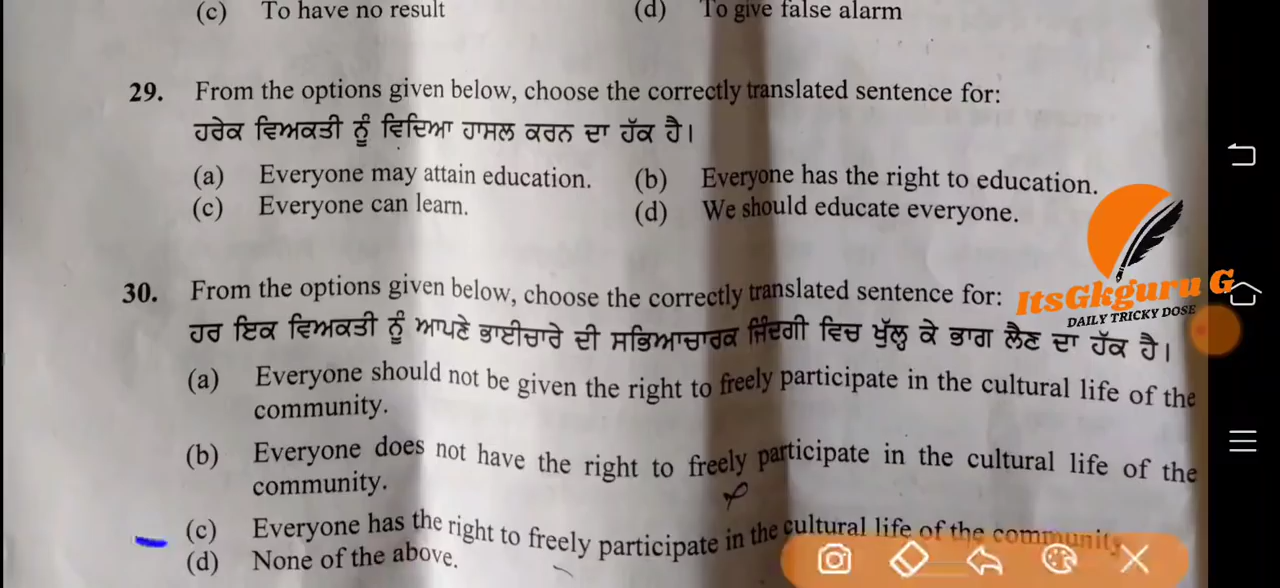 (c) To have no result (d) To give false alarm
29. From the options given below, choose the correctly translated sentence for:
ਹਰੇਕ ਵਿਅਕਤੀ ਨੂੰ ਵਿਦਿਆ ਹਾਸਲ ਕਰਨ ਦਾ ਹੱਕ ਹੈ।
(a) Everyone may attain education. (b) Everyone has the right to education.
(c) Everyone can learn. (d) We should educate everyone.
30. From the options given below, choose the correctly translated sentence for:
ਹਰ ਇਕ ਵਿਅਕਤੀ ਨੂੰ ਆਪਣੇ ਭਾਈਚਾਰੇ ਦੀ ਸਭਿਆਚਾਰਕ ਜ਼ਿੰਦਗੀ ਵਿਚ ਖੁੱਲ੍ਹ ਕੇ ਭਾਗ ਲੈਣ ਦਾ ਹੱਕ ਹੈ।
(a) Everyone should not be given the right to freely participate in the cultural life of the
community.
(b) Everyone does not have the right to freely participate in the cultural life of the
community.
(c) Everyone has the right to freely participate in the cultural life of the community
(d) None of the above.
ItsGkguru G
DAILY TRICKY DOSE